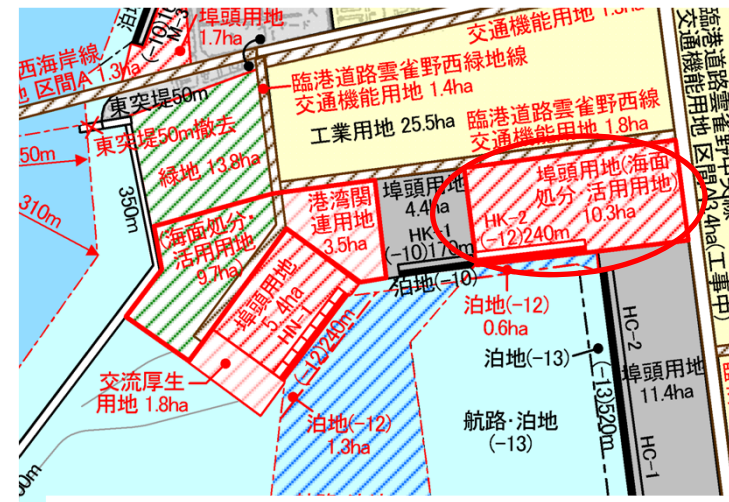 埠頭用地
1.7ha
泊地
(-10)
M-3
西海岸線
区間A 1.3ha
東突堤50m
東突堤50m撤去
50m
310m
350m
緑地 13.8ha
(海面処分・
活用用地
9.7ha)
交通機能用地
臨港道路雲雀野西緑地線
交通機能用地 1.4ha
工業用地 25.5ha
臨港道路雲雀野西線
交通機能用地 1.8ha
臨港道路雲雀野中央線
交通機能用地 区間A
.4ha(工事中)
港湾関
連用地
3.5ha
埠頭用地
4.4ha
HK-1
(-10)170m
泊地(-10)
埠頭用地(海面
処分・活用用地)
10.3ha
HK-2
(-12)240m
埠頭用地
5.4ha
HN-1
(-12)240m
交流厚生
用地 1.8ha
泊地(-12)
1.3ha
泊地(-12)
0.6ha
泊地(-13)
航路・泊地
(-13)
(-13)520m
HC-2
埠頭用地
11.4ha
HC-1